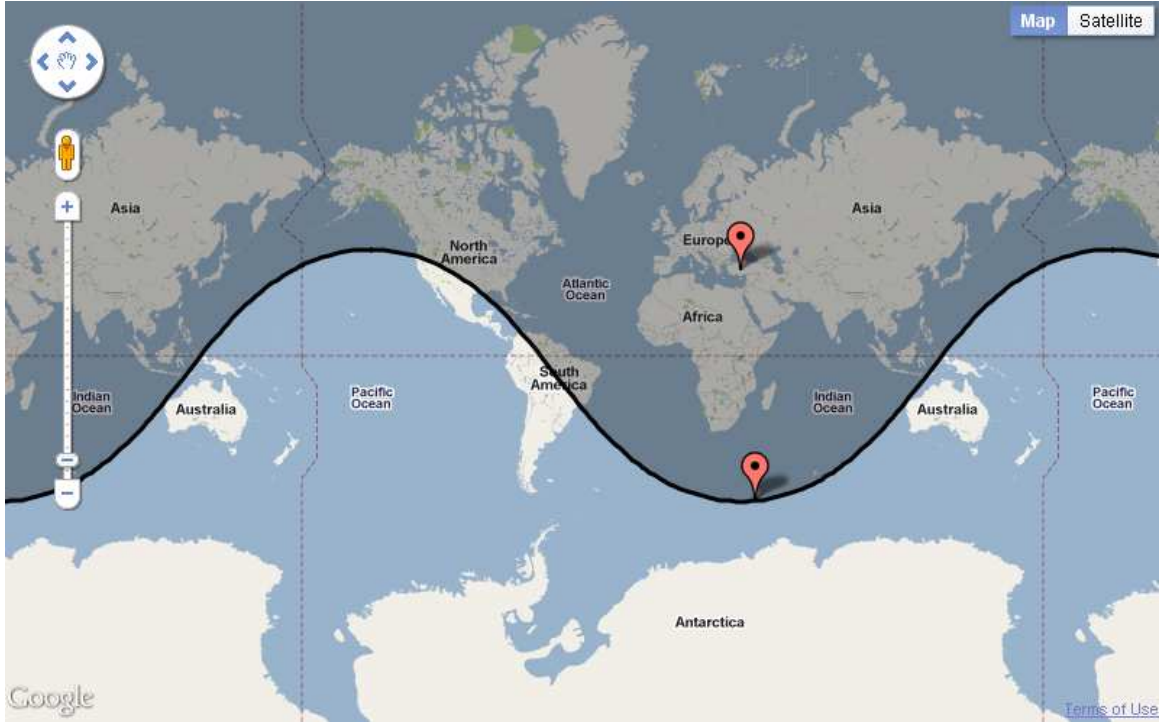 Map
Satellite
Asia
North
America
Europe
Asia
Atlantic
Ocean
Africa
Indian
Ocean
Australia
Pacific
Ocean
South
America
Indian
Ocean
Australia
Pacific
Ocean
Antarctica
Google
Terms of Use